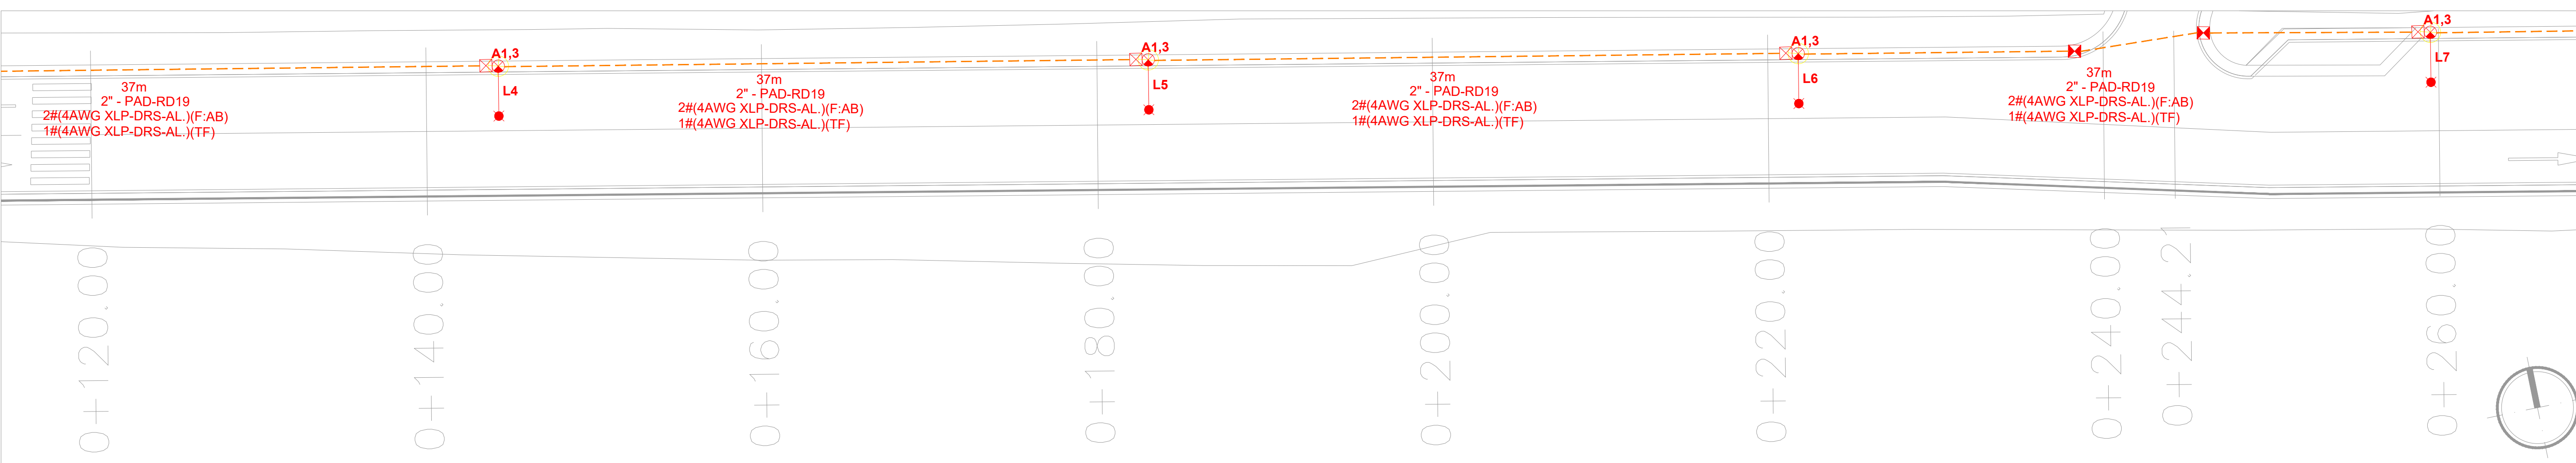 A1,3
L4
A1,3
L5
A1,3
L6
A1,3
L7
37m
2" - PAD-RD19
2#(4AWG XLP-DRS-AL.)(F:AB)
1#(4AWG XLP-DRS-AL.)(TF)
37m
2" - PAD-RD19
2#(4AWG XLP-DRS-AL.)(F:AB)
1#(4AWG XLP-DRS-AL.)(TF)
37m
2" - PAD-RD19
2#(4AWG XLP-DRS-AL.)(F:AB)
1#(4AWG XLP-DRS-AL.)(TF)
37m
2" - PAD-RD19
2#(4AWG XLP-DRS-AL.)(F:AB)
1#(4AWG XLP-DRS-AL.)(TF)
0+120.00
0+140.00
0+160.00
0+180.00
0+200.00
0+220.00
0+240.00
0+244.21
0+260.00